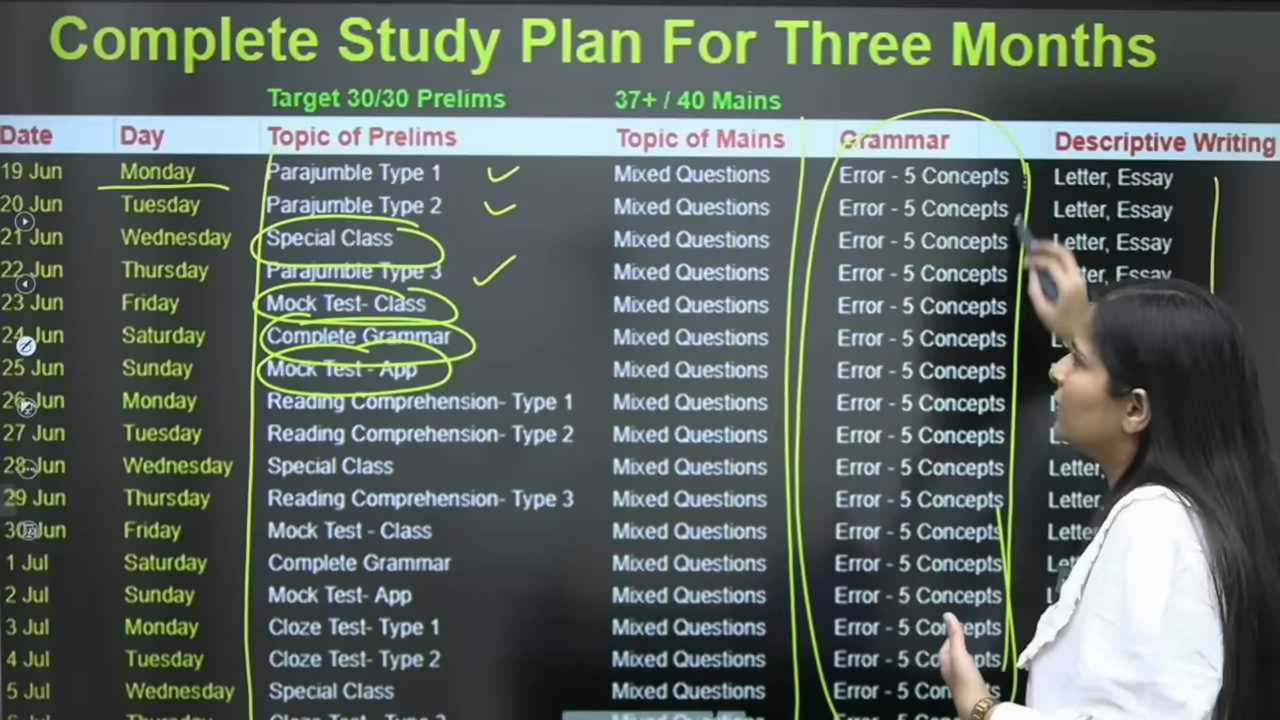 Complete Study Plan For Three Months
Target 30/30 Prelims 37+ / 40 Mains
Date Day Topic of Prelims Topic of Mains Grammar Descriptive Writing
19 Jun Monday Parajumble Type 1 Mixed Questions Error - 5 Concepts Letter, Essay
20 Jun Tuesday Parajumble Type 2 Mixed Questions Error - 5 Concepts Letter, Essay
21 Jun Wednesday Special Class Mixed Questions Error - 5 Concepts Letter, Essay
22 Jun Thursday Parajumble Type 3 Mixed Questions Error - 5 Concepts Letter, Essay
23 Jun Friday Mock Test- Class Mixed Questions Error - 5 Concepts
24 Jun Saturday Complete Grammar Mixed Questions Error - 5 Concepts
25 Jun Sunday Mock Test - App Mixed Questions Error - 5 Concepts
26 Jun Monday Reading Comprehension- Type 1 Mixed Questions Error - 5 Concepts
27 Jun Tuesday Reading Comprehension- Type 2 Mixed Questions Error - 5 Concepts
28 Jun Wednesday Special Class Mixed Questions Error - 5 Concepts Letter,
29 Jun Thursday Reading Comprehension- Type 3 Mixed Questions Error - 5 Concepts Letter,
30 Jun Friday Mock Test - Class Mixed Questions Error - 5 Concepts Letter
1 Jul Saturday Complete Grammar Mixed Questions Error - 5 Concepts
2 Jul Sunday Mock Test- App Mixed Questions Error - 5 Concepts
3 Jul Monday Cloze Test- Type 1 Mixed Questions Error - 5 Concepts
4 Jul Tuesday Cloze Test- Type 2 Mixed Questions Error - 5 Concepts
5 Jul Wednesday Special Class Mixed Questions Error - 5